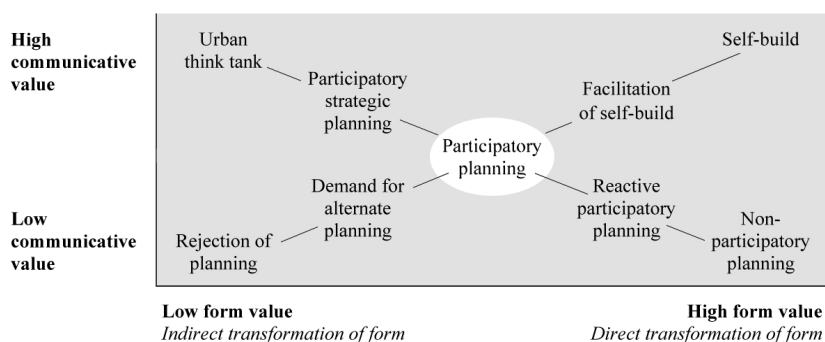 High
communicative
value
Urban
think tank
Participatory
strategic
planning
Self-build
Facilitation
of self-build
Participatory
planning
Low
communicative
value
Demand for
alternate
planning
Rejection of
planning
Reactive
participatory
planning
Non-
participatory
planning
Low form value
Indirect transformation of form
High form value
Direct transformation of form